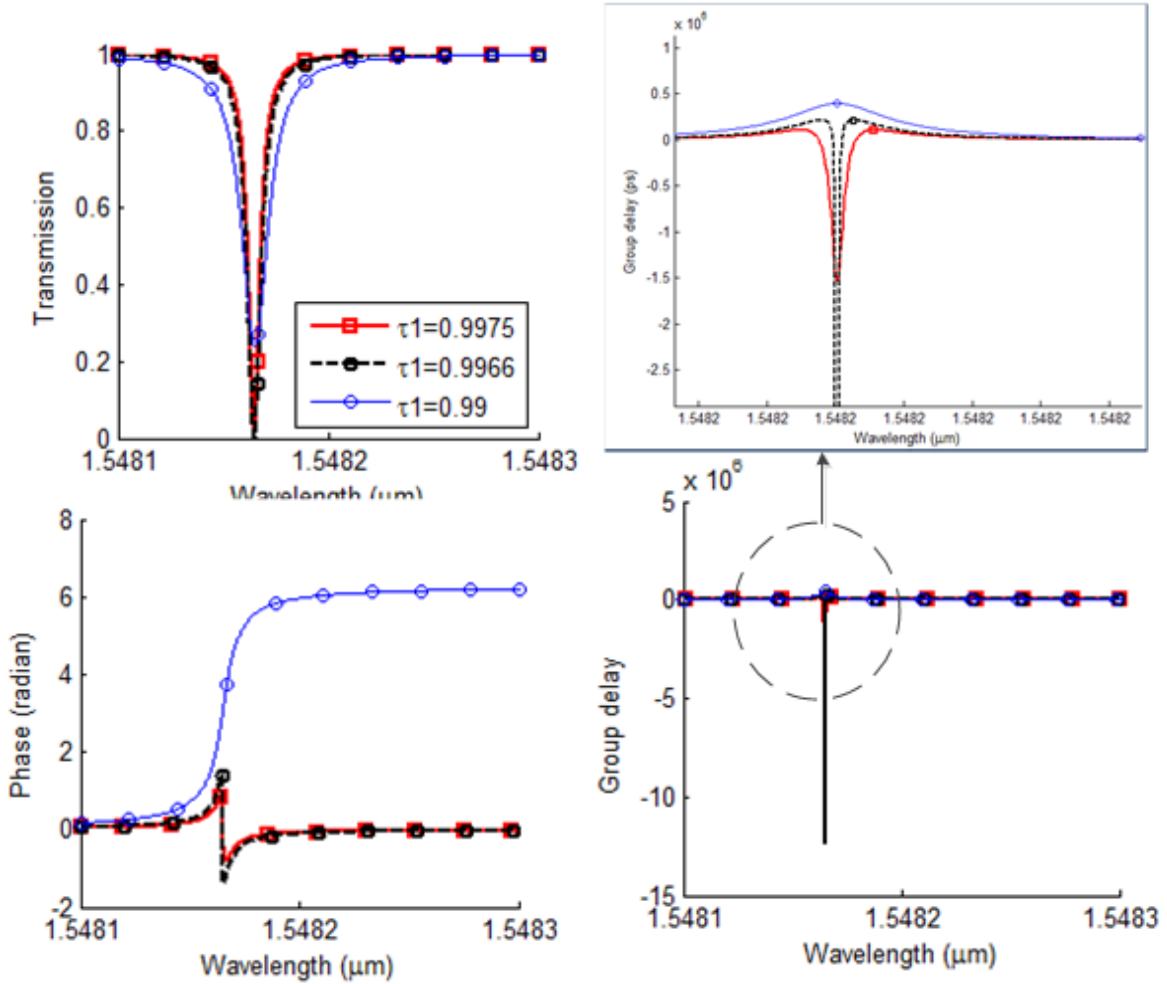 1
0.8
0.6
0.4
0.2
0
Transmission
τ1=0.9975
τ1=0.9966
τ1=0.99
1.5481 1.5482 1.5483
Wavelength (μm)
x 10⁶
1
0.5
0
-0.5
-1
-1.5
-2
-2.5
Group delay (ps)
1.5482 1.5482 1.5482 1.5482 1.5482 1.5482 1.5482
Wavelength (μm)
8
6
4
2
0
-2
Phase (radian)
1.5481 1.5482 1.5483
Wavelength (μm)
x 10⁶
5
0
-5
-10
-15
Group delay
1.5481 1.5482 1.5483
Wavelength (μm)